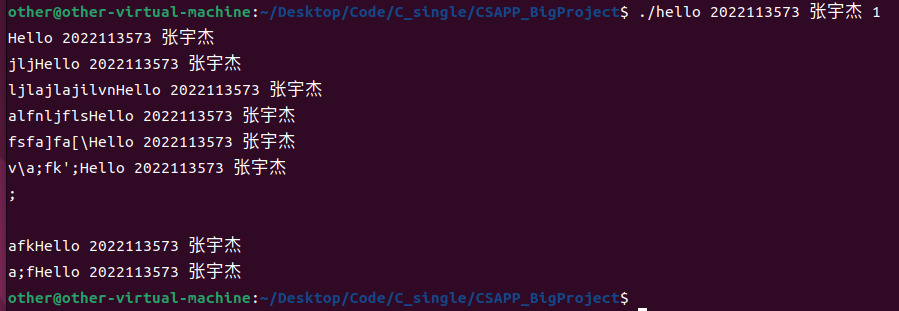 other@other-virtual-machine:~/Desktop/Code/C_single/CSAPP_BigProject$ ./hello 2022113573 张宇杰 1
Hello 2022113573 张宇杰
jljHello 2022113573 张宇杰
ljlajlajilvnHello 2022113573 张宇杰
alfnljflsHello 2022113573 张宇杰
fsfa]fa[\Hello 2022113573 张宇杰
v\a;fk';Hello 2022113573 张宇杰
;
afkHello 2022113573 张宇杰
a;fHello 2022113573 张宇杰
other@other-virtual-machine:~/Desktop/Code/C_single/CSAPP_BigProject$